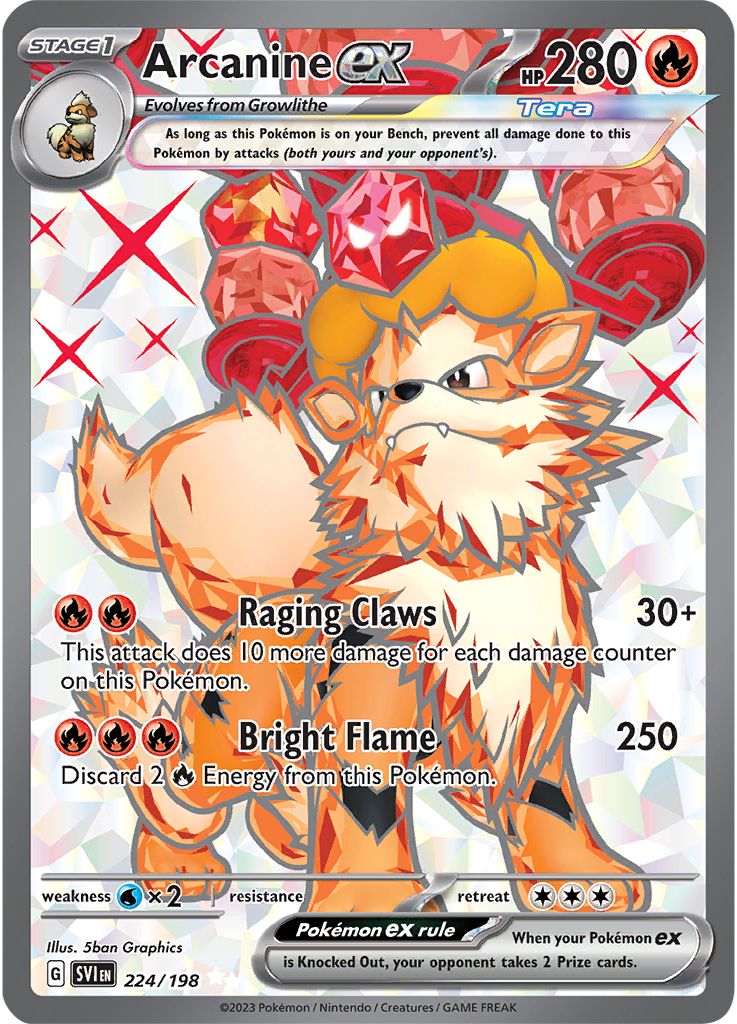 STAGE1 Arcanine ex HP280
Evolves from Growlithe
Tera
As long as this Pokémon is on your Bench, prevent all damage done to this
Pokémon by attacks (both yours and your opponent's).
Raging Claws 30+
This attack does 10 more damage for each damage counter
on this Pokémon.
Bright Flame 250
Discard 2 Energy from this Pokémon.
weakness ×2 resistance retreat
Illus. 5ban Graphics
Pokémon ex rule When your Pokémon ex
is Knocked Out, your opponent takes 2 Prize cards.
G SVI EN 224/198
©2023 Pokémon / Nintendo / Creatures / GAME FREAK